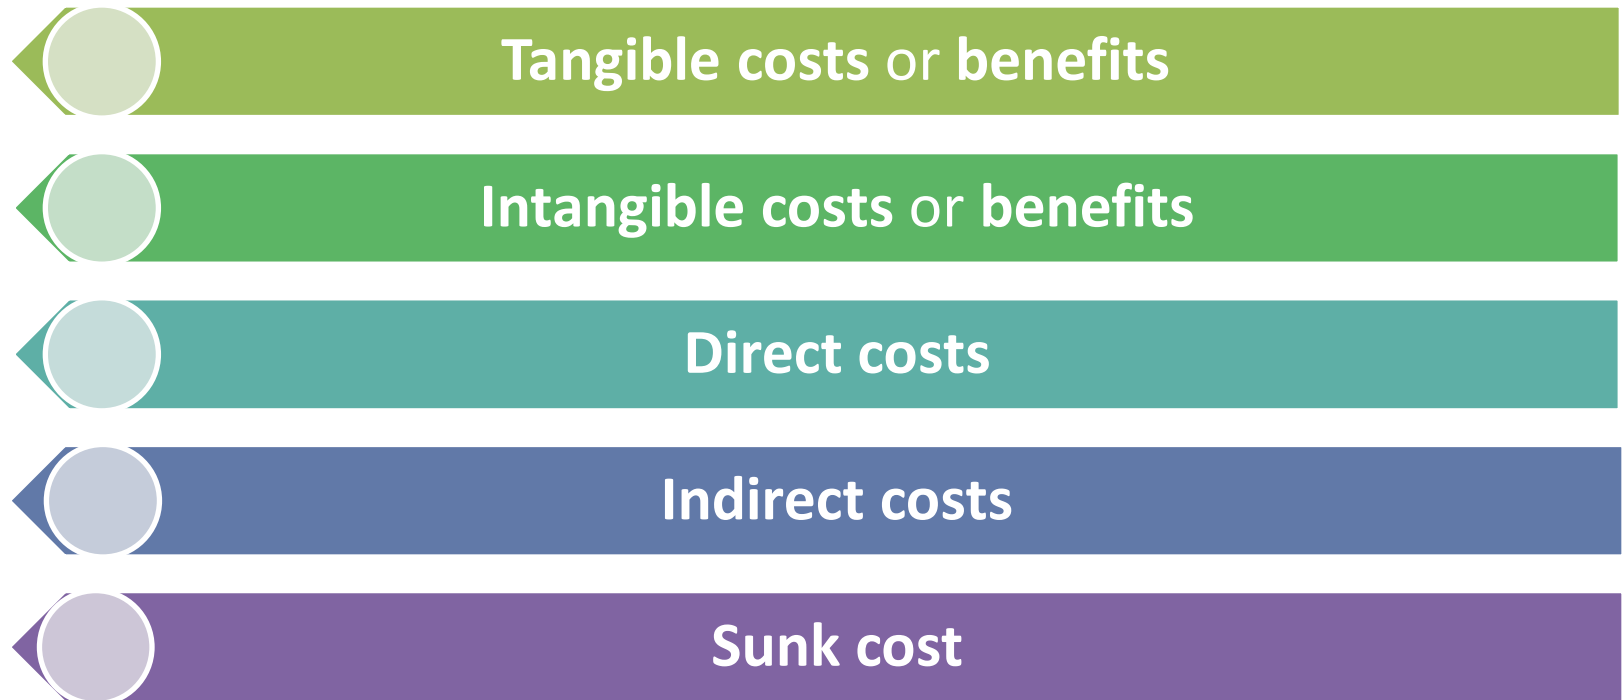 Tangible costs or benefits
Intangible costs or benefits
Direct costs
Indirect costs
Sunk cost